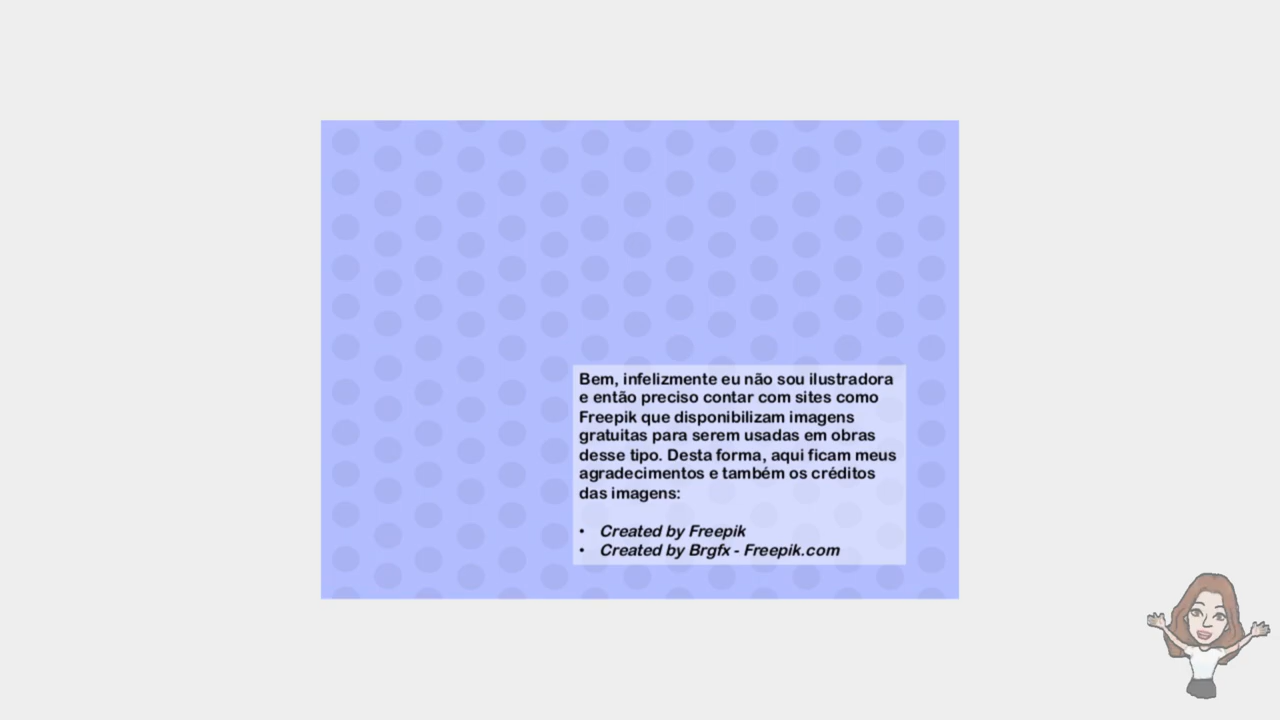 Bem, infelizmente eu não sou ilustradora
e então preciso contar com sites como
Freepik que disponibilizam imagens
gratuitas para serem usadas em obras
desse tipo. Desta forma, aqui ficam meus
agradecimentos e também os créditos
das imagens:
• Created by Freepik
• Created by Brgfx - Freepik.com